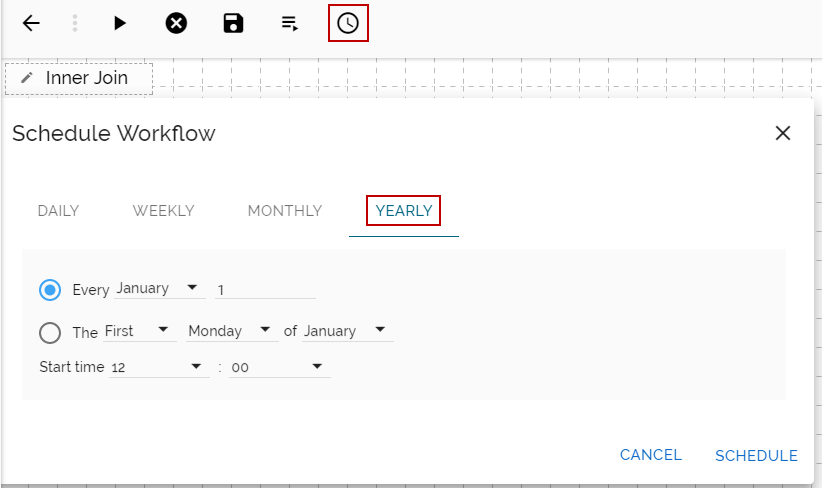 Inner Join
Schedule Workflow
DAILY WEEKLY MONTHLY YEARLY
Every January 1
The First Monday of January
Start time 12 : 00
CANCEL SCHEDULE